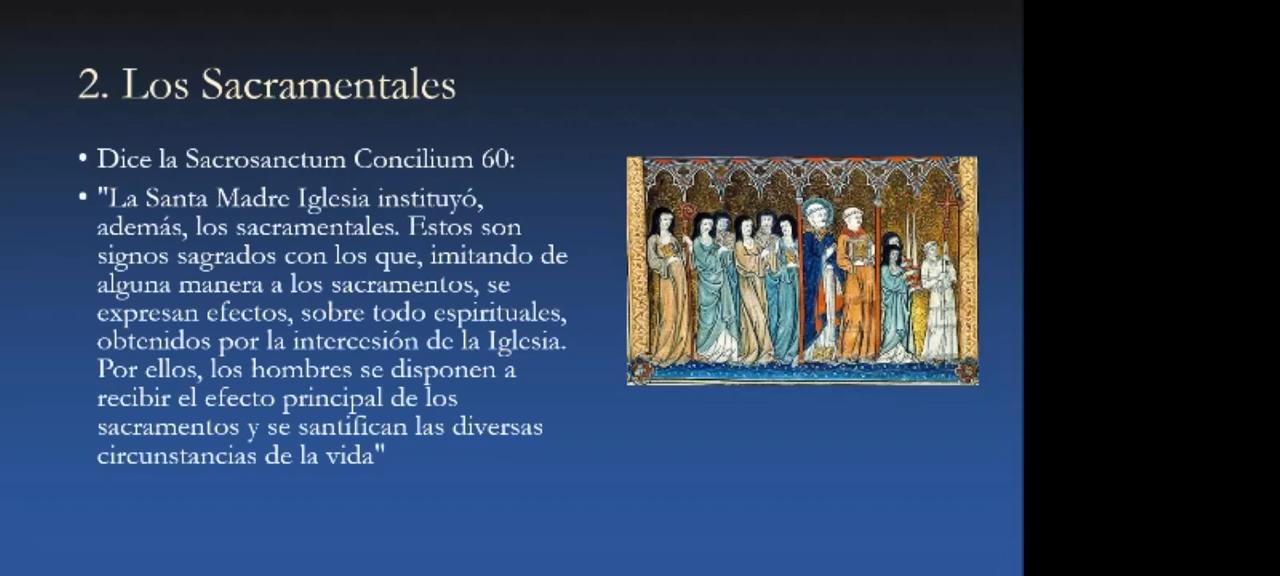 2. Los Sacramentales
• Dice la Sacrosanctum Concilium 60:
• "La Santa Madre Iglesia instituyó,
además, los sacramentales. Estos son
signos sagrados con los que, imitando de
alguna manera a los sacramentos, se
expresan efectos, sobre todo espirituales,
obtenidos por la intercesión de la Iglesia.
Por ellos, los hombres se disponen a
recibir el efecto principal de los
sacramentos y se santifican las diversas
circunstancias de la vida"